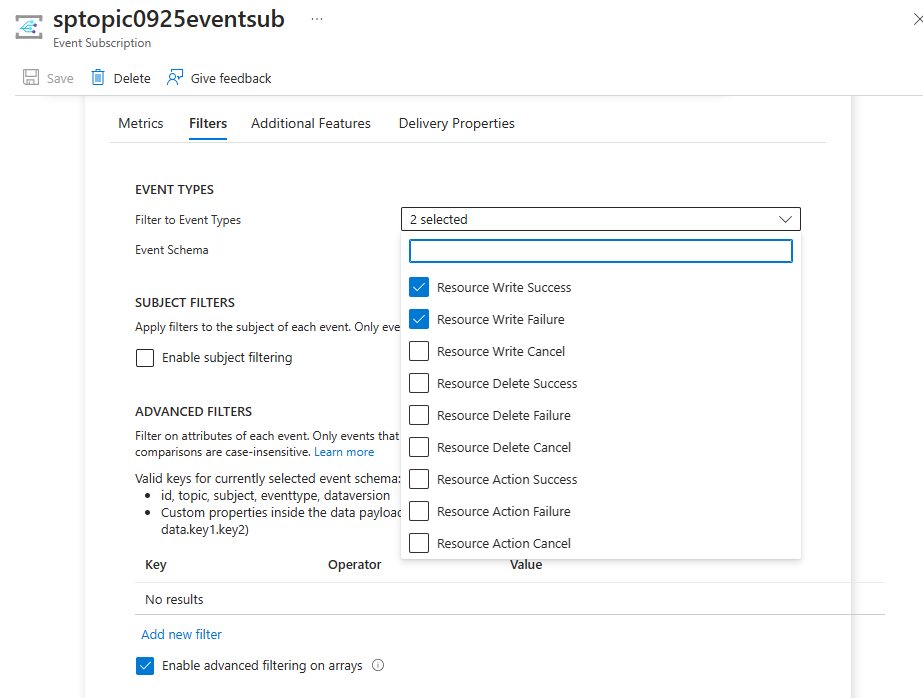 sptopic0925eventsub ...
Event Subscription
Save Delete Give feedback
Metrics Filters Additional Features Delivery Properties
EVENT TYPES
Filter to Event Types 2 selected
Event Schema
Resource Write Success
Resource Write Failure
Resource Write Cancel
Resource Delete Success
Resource Delete Failure
Resource Delete Cancel
Resource Action Success
Resource Action Failure
Resource Action Cancel
SUBJECT FILTERS
Apply filters to the subject of each event. Only eve
Enable subject filtering
ADVANCED FILTERS
Filter on attributes of each event. Only events that
comparisons are case-insensitive. Learn more
Valid keys for currently selected event schema:
• id, topic, subject, eventtype, dataversion
• Custom properties inside the data payload
data.key1.key2)
Key Operator Value
No results
Add new filter
Enable advanced filtering on arrays